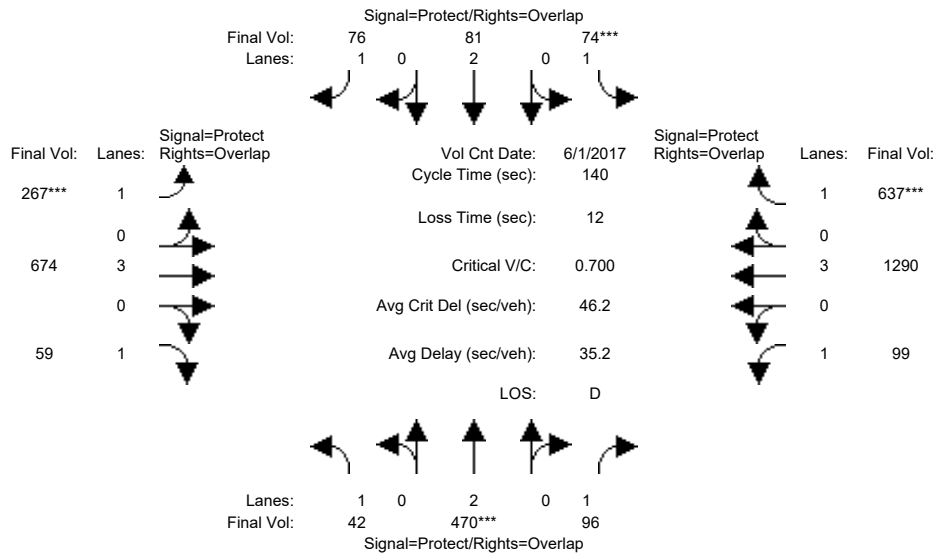 Signal=Protect/Rights=Overlap
Final Vol: 76 81 74***
Lanes: 1 0 2 0 1
Signal=Protect Signal=Protect
Final Vol: Lanes: Rights=Overlap Vol Cnt Date: 6/1/2017 Rights=Overlap Lanes: Final Vol:
Cycle Time (sec): 140
267*** 1 1 637***
Loss Time (sec): 12
0 0
674 3 Critical V/C: 0.700 3 1290
0 Avg Crit Del (sec/veh): 46.2 0
59 1 Avg Delay (sec/veh): 35.2 1 99
LOS: D
Lanes: 1 0 2 0 1
Final Vol: 42 470*** 96
Signal=Protect/Rights=Overlap